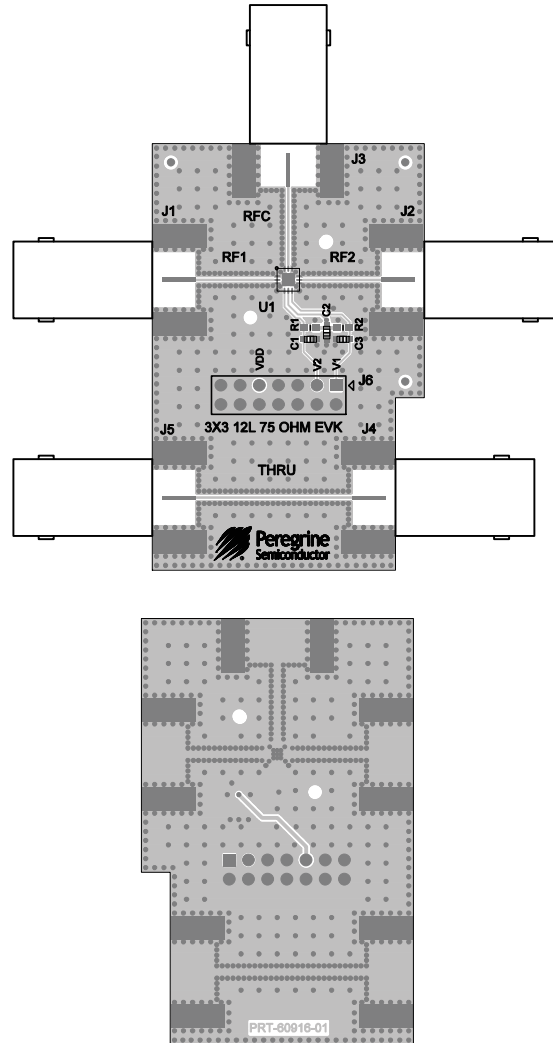 J3
J1
RFC
J2
RF1
RF2
U1
C2
R1
R2
C1
C3
VDD
V2
V1
J6
J5
3X3 12L 75 OHM EVK
J4
THRU
Peregrine
Semiconductor
PRT-60916-01